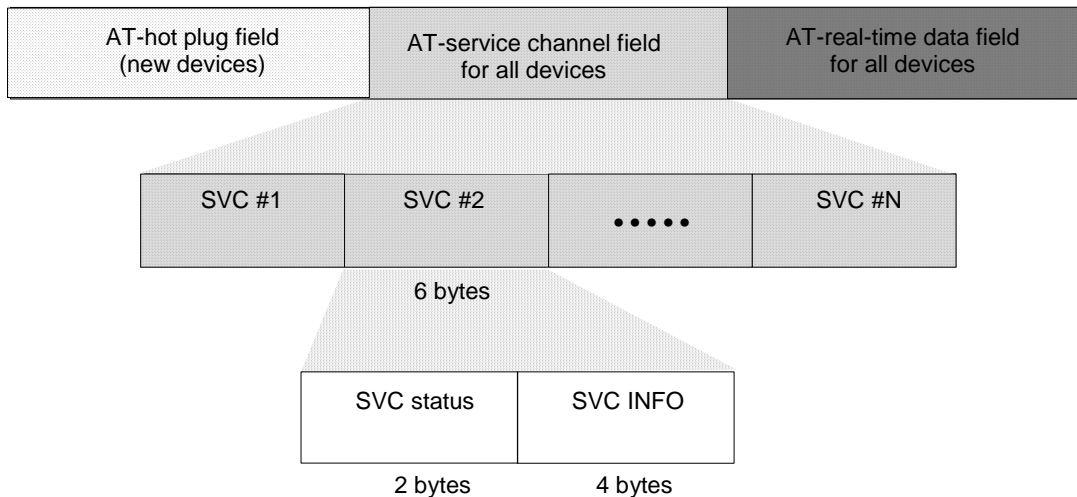 AT-hot plug field
(new devices)
AT-service channel field
for all devices
AT-real-time data field
for all devices
SVC #1
SVC #2
•••••
SVC #N
6 bytes
SVC status
SVC INFO
2 bytes
4 bytes